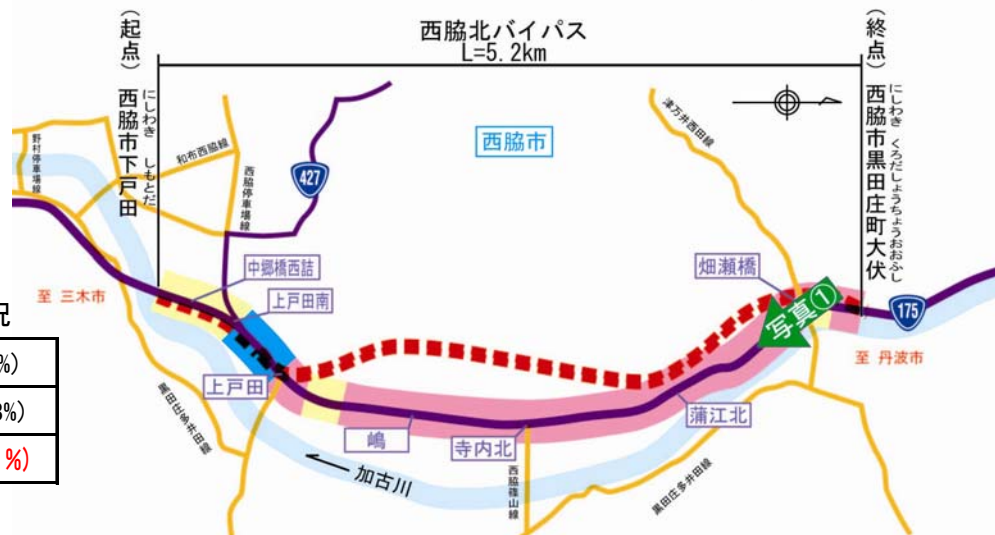 西脇北バイパス
L=5.2km
（起点）
西脇市下戸田
にしわき しもとだ
（終点）
西脇市黒田庄町大伏
にしわき くろだしょうちょうおおふし
野村停車場線
和布西脇線
西脇停車場線
427
西脇市
津万井西田線
中郷橋西詰
上戸田南
畑瀬橋
写真①
175
至 三木市
至 丹波市
況
%)
%)
%)
上戸田
嶋
寺内北
蒲江北
黒田庄多井田線
加古川
西脇篠山線
黒田庄多井田線